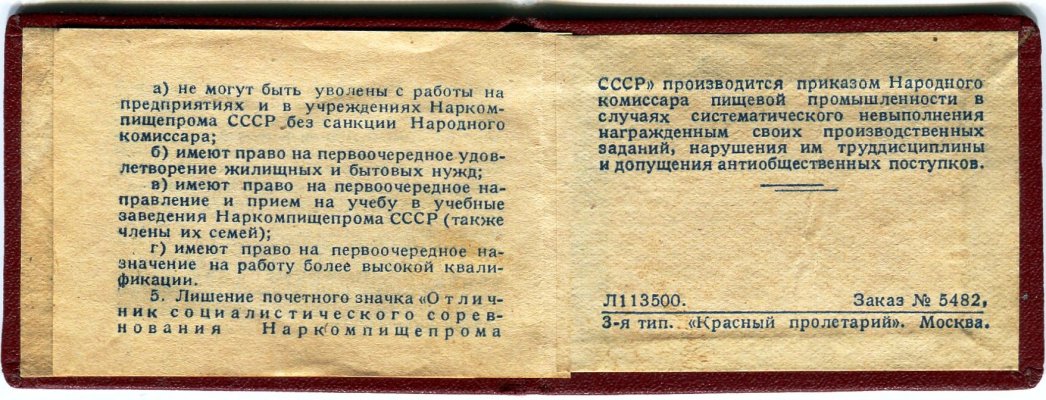 а) не могут быть уволены с работы на
предприятиях и в учреждениях Нарком-
пищепрома СССР без санкции Народного
комиссара;
б) имеют право на первоочередное удов-
летворение жилищных и бытовых нужд;
в) имеют право на первоочередное на-
правление и прием на учебу в учебные
заведения Наркомпищепрома СССР (также
члены их семей);
г) имеют право на первоочередное на-
значение на работу более высокой квали-
фикации.
5. Лишение почетного значка «Отлич-
ник социалистического сорев-
нования Наркомпищепрома
СССР» производится приказом Народного
комиссара пищевой промышленности в
случаях систематического невыполнения
награжденным своих производственных
заданий, нарушения им труддисциплины
и допущения антиобщественных поступков.
Л113500. Заказ № 5482,
3-я тип. «Красный пролетарий». Москва.